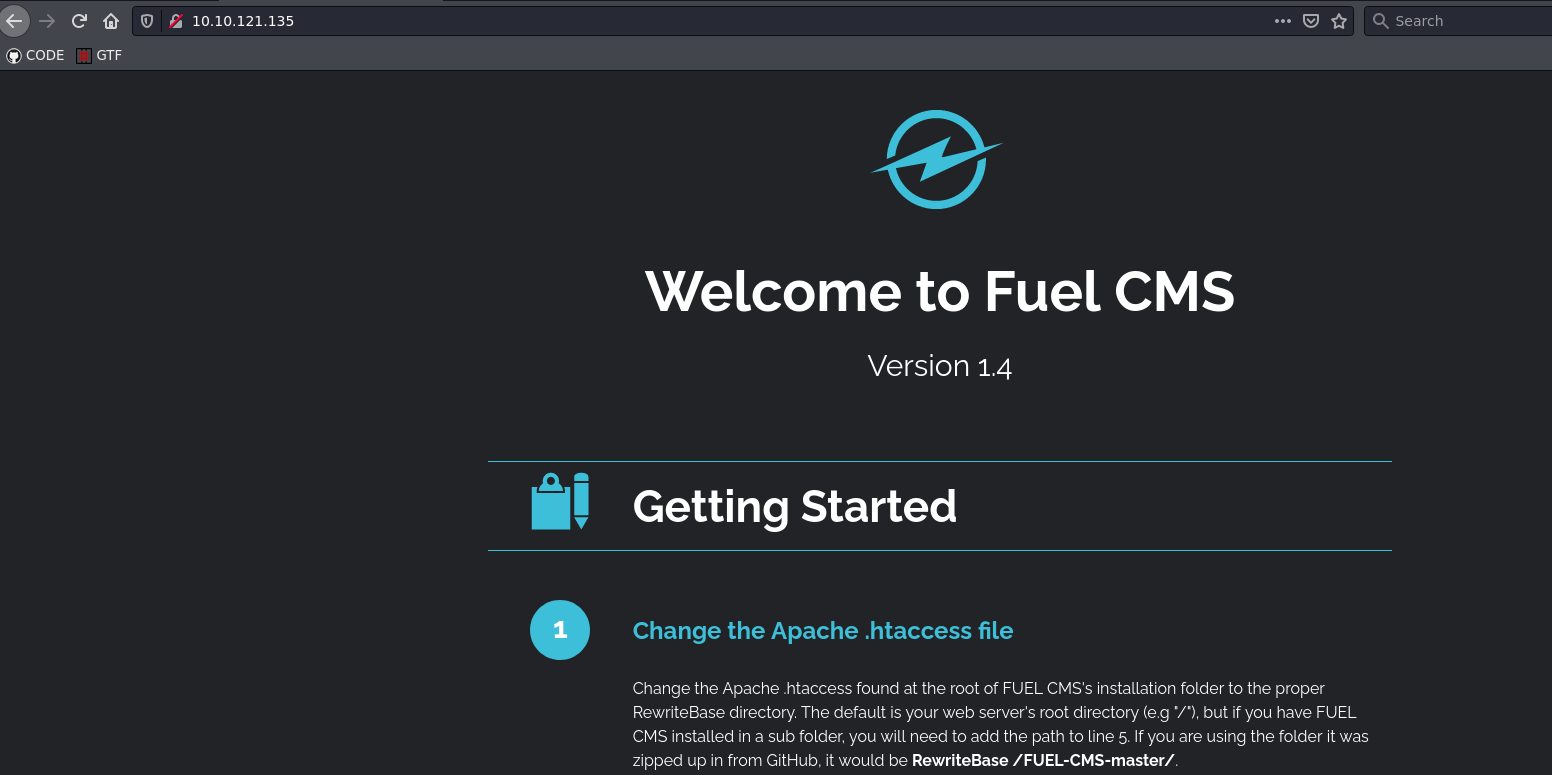 10.10.121.135
Search
CODE GTF
Welcome to Fuel CMS
Version 1.4
Getting Started
1
Change the Apache .htaccess file
Change the Apache .htaccess found at the root of FUEL CMS's installation folder to the proper
RewriteBase directory. The default is your web server's root directory (e.g "/"), but if you have FUEL
CMS installed in a sub folder, you will need to add the path to line 5. If you are using the folder it was
zipped up in from GitHub, it would be RewriteBase /FUEL-CMS-master/.